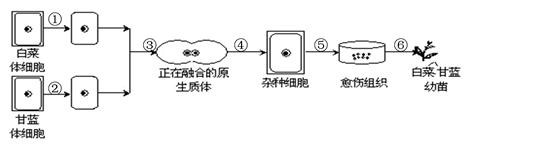 ①
白菜
体细胞
②
甘蓝
体细胞
③
正在融合的原
生质体
④
杂种细胞
⑤
愈伤组织
⑥
白菜 甘蓝
幼苗